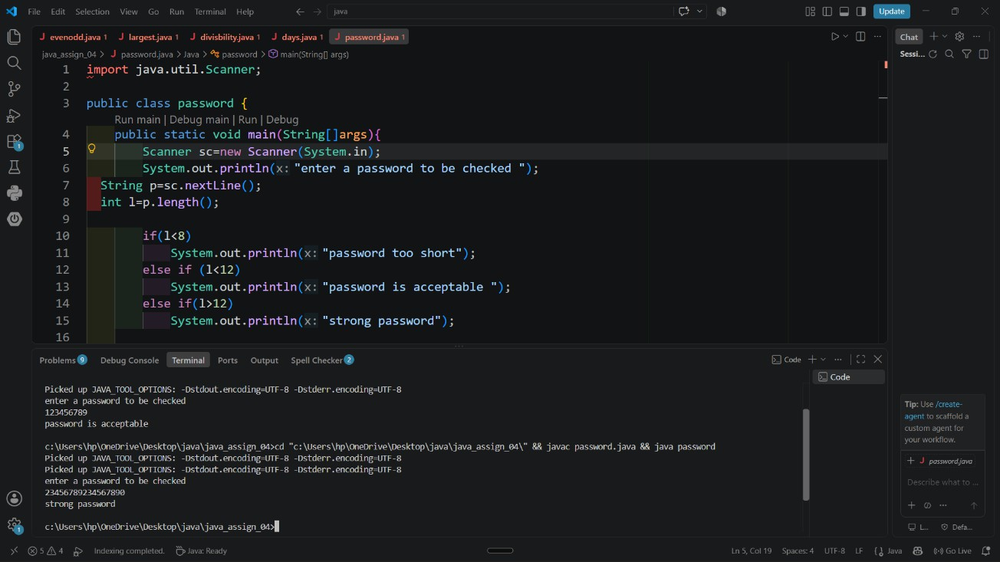 File Edit Selection View Go Run Terminal Help
java
Update
evenodd.java 1
largest.java 1
divisbility.java 1
days.java 1
password.java 1
java_assign_04 > J password.java > Java > password > main(String[] args)
1 import java.util.Scanner;
2
3 public class password {
Run main | Debug main | Run | Debug
4 public static void main(String[]args){
5 Scanner sc=new Scanner(System.in);
6 System.out.println(x: "enter a password to be checked ");
7 String p=sc.nextLine();
8 int l=p.length();
9
10 if(l<8)
11 System.out.println(x: "password too short");
12 else if (l<12)
13 System.out.println(x: "password is acceptable ");
14 else if(l>12)
15 System.out.println(x: "strong password");
16
Problems 9 Debug Console Terminal Ports Output Spell Checker 2
Code
Code
Picked up JAVA_TOOL_OPTIONS: -Dstdout.encoding=UTF-8 -Dstderr.encoding=UTF-8
enter a password to be checked
123456789
password is acceptable
c:\Users\hp\OneDrive\Desktop\java\java_assign_04>cd "c:\Users\hp\OneDrive\Desktop\java\java_assign_04\" && javac password.java && java password
Picked up JAVA_TOOL_OPTIONS: -Dstdout.encoding=UTF-8 -Dstderr.encoding=UTF-8
Picked up JAVA_TOOL_OPTIONS: -Dstdout.encoding=UTF-8 -Dstderr.encoding=UTF-8
enter a password to be checked
23456789234567890
strong password
c:\Users\hp\OneDrive\Desktop\java\java_assign_04>
Chat
Sessi...
Tip: Use /create-
agent to scaffold a
custom agent for
your workflow.
J password.java
Describe what to ...
L...
Defa...
1
1
5 4
Indexing completed.
Java: Ready
Ln 5, Col 19 Spaces: 4 UTF-8 LF {} Java Go Live